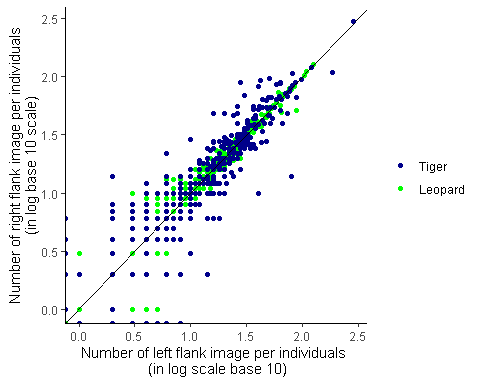 Number of right flank image per individuals
(in log base 10 scale)
2.5
2.0
1.5
1.0
0.5
0.0
0.0 0.5 1.0 1.5 2.0 2.5
Number of left flank image per individuals
(in log scale base 10)
Tiger
Leopard